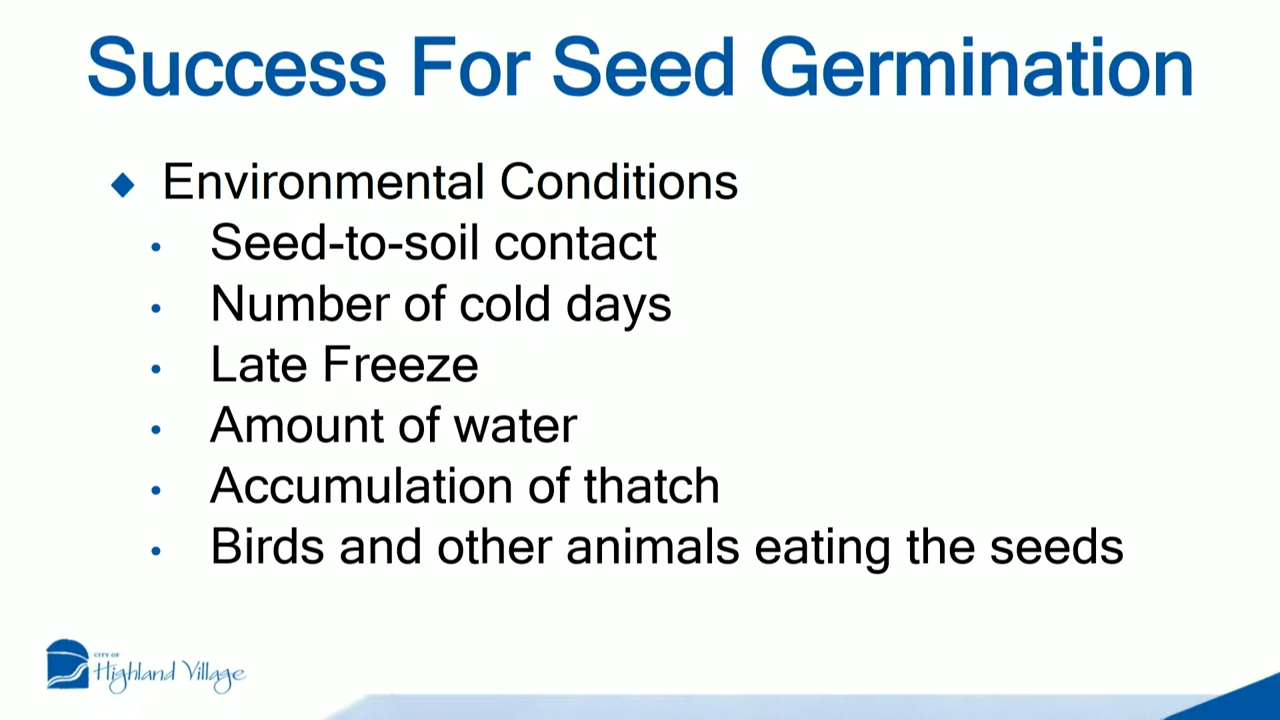 Success For Seed Germination
◆ Environmental Conditions
• Seed-to-soil contact
• Number of cold days
• Late Freeze
• Amount of water
• Accumulation of thatch
• Birds and other animals eating the seeds
CITY OF
Highland Village